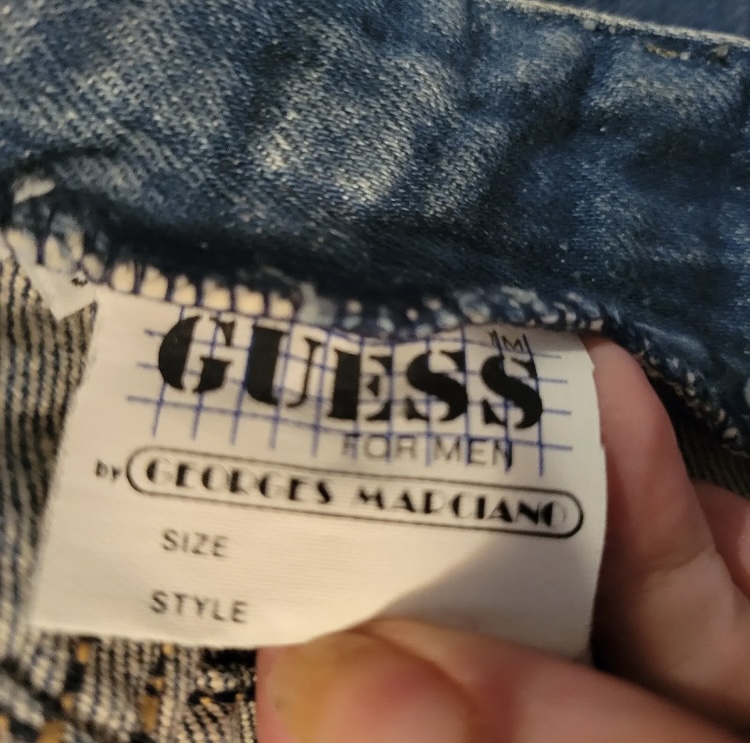 GUESS TM
FOR MEN
by GEORGES MARCIANO
SIZE
STYLE